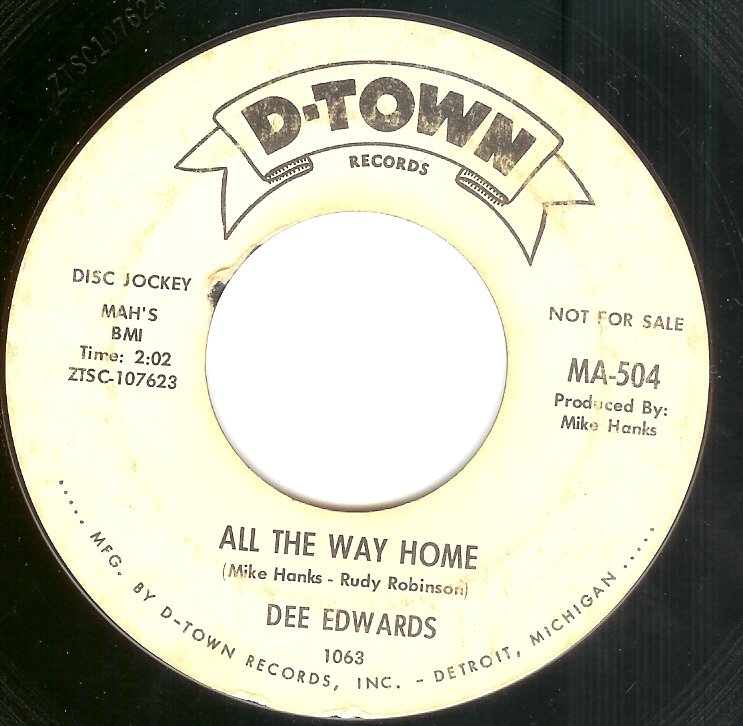 D-TOWN
RECORDS
DISC JOCKEY
MAH'S
BMI
Time: 2:02
ZTSC-107623
NOT FOR SALE
MA-504
Produced By:
Mike Hanks
ALL THE WAY HOME
(Mike Hanks - Rudy Robinson)
DEE EDWARDS
1063
..... MFG. BY D-TOWN RECORDS, INC. - DETROIT, MICHIGAN .....